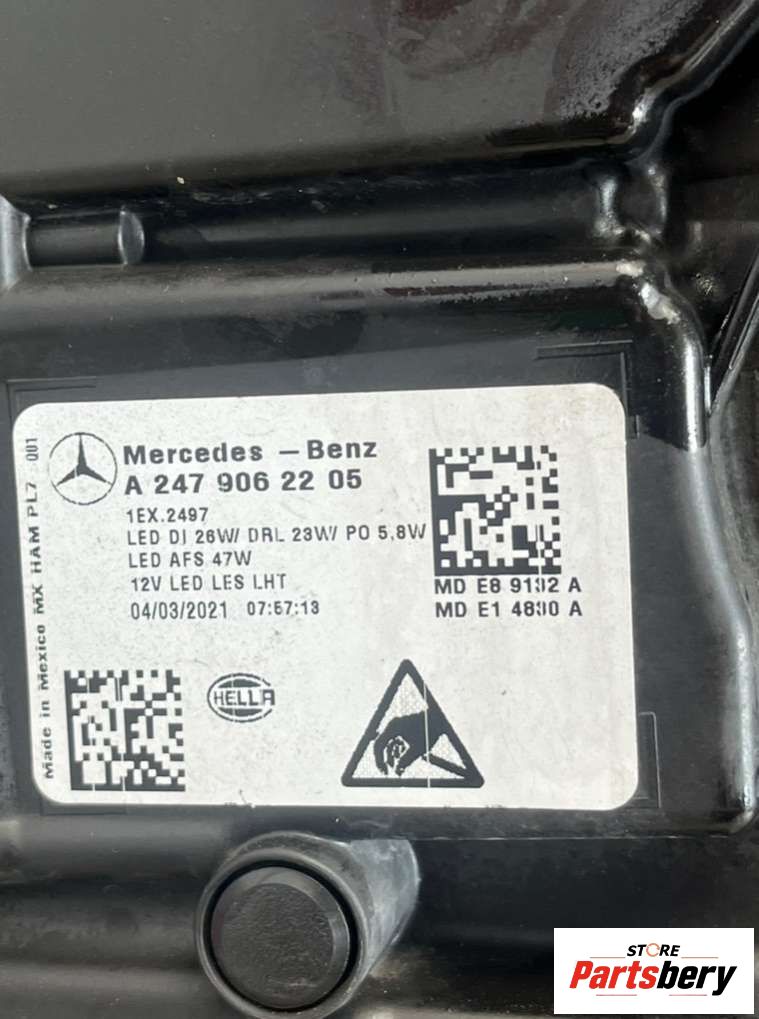 Mercedes - Benz
A 247 906 22 05
1EX.2497
LED DI 26W/ DRL 23W/ PO 5,8W
LED AFS 47W
12V LED LES LHT
04/03/2021 07:57:13
MD E8 9132 A
MD E1 4830 A
HELLA
Made in Mexico MX HAM PL7 001
STORE
Partsbery